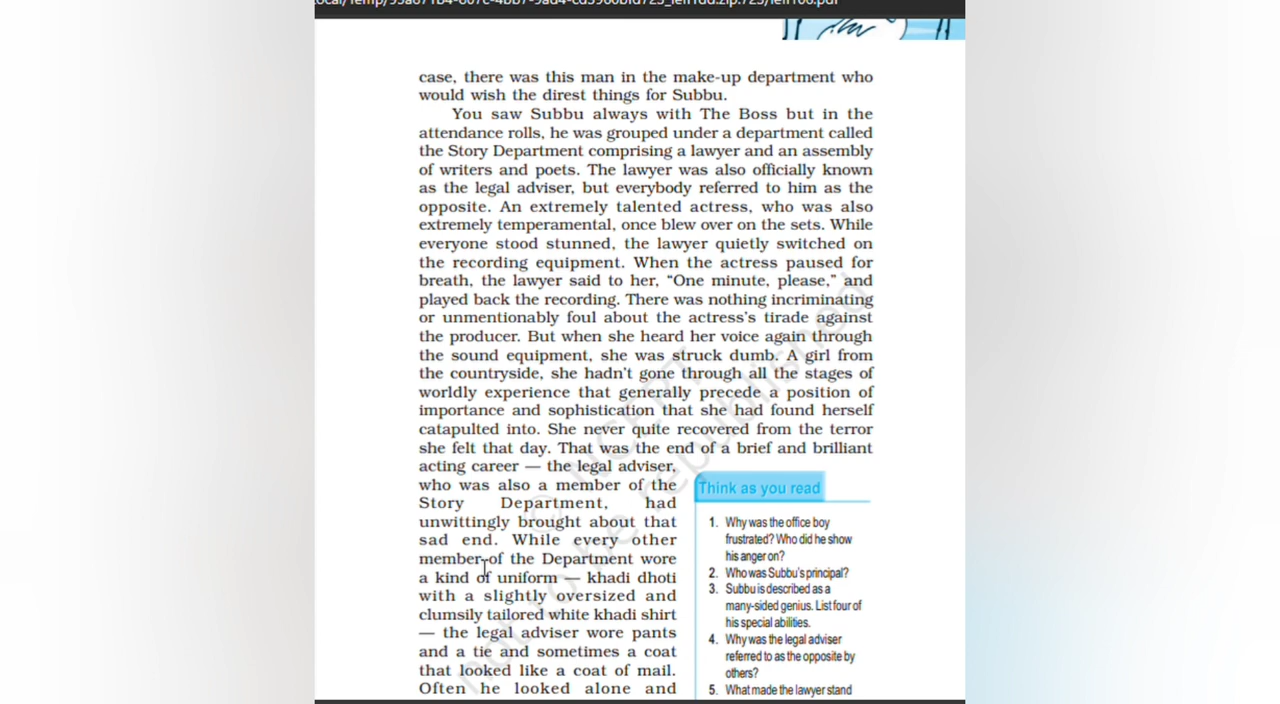 case, there was this man in the make-up department who
would wish the direst things for Subbu.
You saw Subbu always with The Boss but in the
attendance rolls, he was grouped under a department called
the Story Department comprising a lawyer and an assembly
of writers and poets. The lawyer was also officially known
as the legal adviser, but everybody referred to him as the
opposite. An extremely talented actress, who was also
extremely temperamental, once blew over on the sets. While
everyone stood stunned, the lawyer quietly switched on
the recording equipment. When the actress paused for
breath, the lawyer said to her, “One minute, please,” and
played back the recording. There was nothing incriminating
or unmentionably foul about the actress’s tirade against
the producer. But when she heard her voice again through
the sound equipment, she was struck dumb. A girl from
the countryside, she hadn’t gone through all the stages of
worldly experience that generally precede a position of
importance and sophistication that she had found herself
catapulted into. She never quite recovered from the terror
she felt that day. That was the end of a brief and brilliant
acting career — the legal adviser,
who was also a member of the
Story Department, had
unwittingly brought about that
sad end. While every other
member of the Department wore
a kind of uniform — khadi dhoti
with a slightly oversized and
clumsily tailored white khadi shirt
— the legal adviser wore pants
and a tie and sometimes a coat
that looked like a coat of mail.
Often he looked alone and
Think as you read
1. Why was the office boy
frustrated? Who did he show
his anger on?
2. Who was Subbu’s principal?
3. Subbu is described as a
many-sided genius. List four of
his special abilities.
4. Why was the legal adviser
referred to as the opposite by
others?
5. What made the lawyer stand
© NCERT
not to be republished